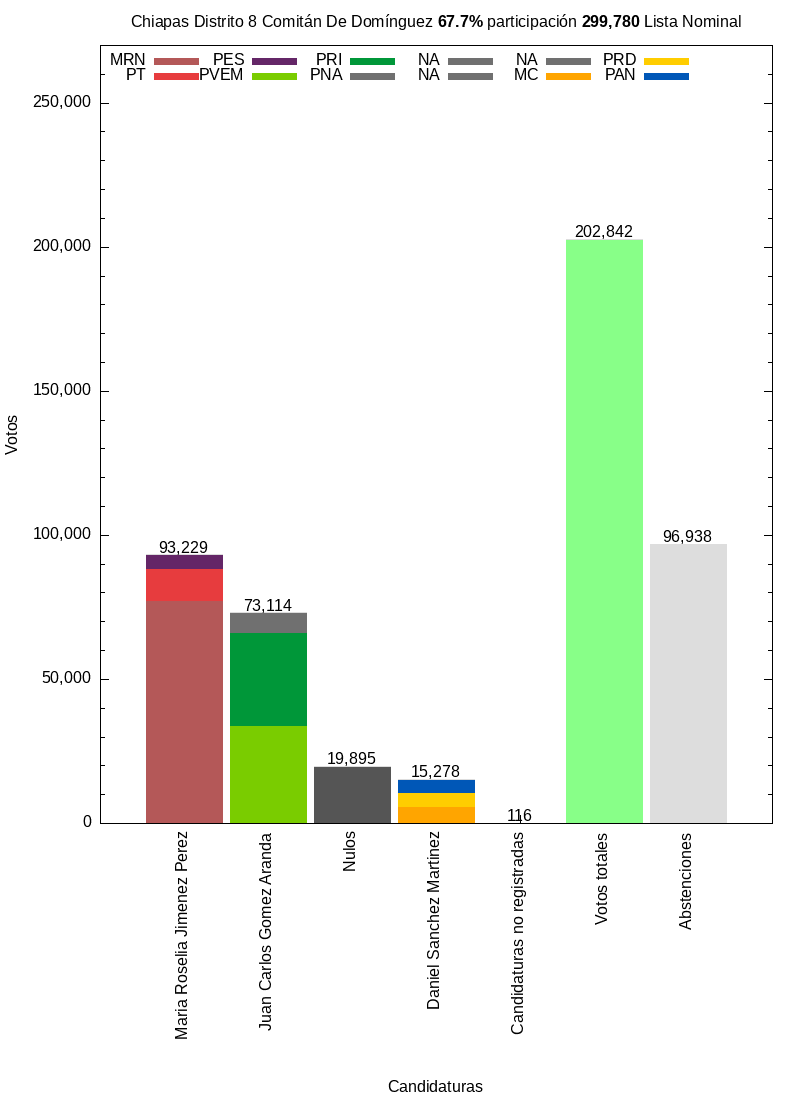 Chiapas Distrito 8 Comitán De Domínguez 67.7% participación 299,780 Lista Nominal
MRN PES PRI NA NA PRD
PT PVEM PNA NA MC PAN
250,000
200,000
150,000
100,000
50,000
0
Votos
93,229
73,114
19,895
15,278
116
202,842
96,938
Maria Roselia Jimenez Perez
Juan Carlos Gomez Aranda
Nulos
Daniel Sanchez Martinez
Candidaturas no registradas
Votos totales
Abstenciones
Candidaturas